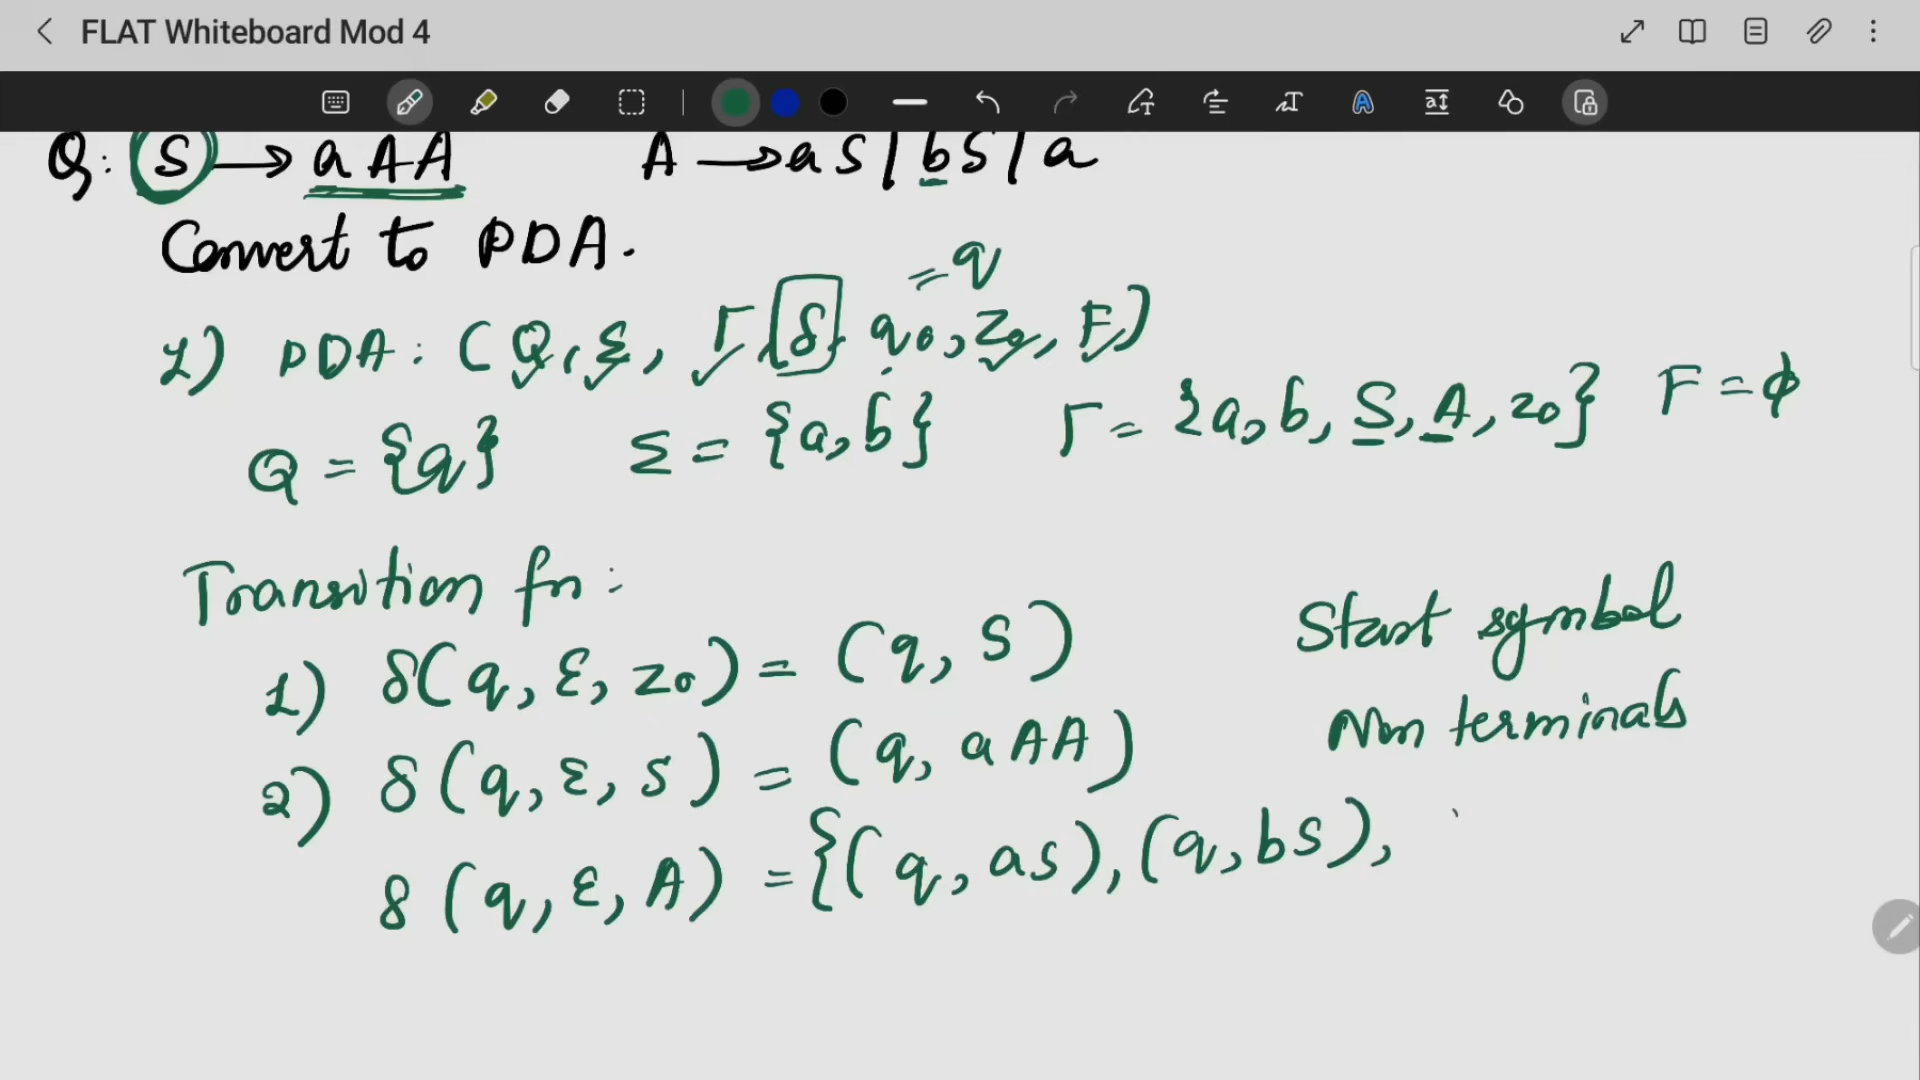 FLAT Whiteboard Mod 4
Q: S → aAA A → aS / bS / a
Convert to PDA.
= q
1) PDA: (Q, Σ, Γ, δ, q0, z0, F)
Q = {q} Σ = {a, b} Γ = {a, b, S, A, z0} F = ϕ
Transition fn:
1) δ(q, ε, z0) = (q, S) Start symbol
2) δ(q, ε, S) = (q, aAA) Non terminals
δ(q, ε, A) = {(q, aS), (q, bS),